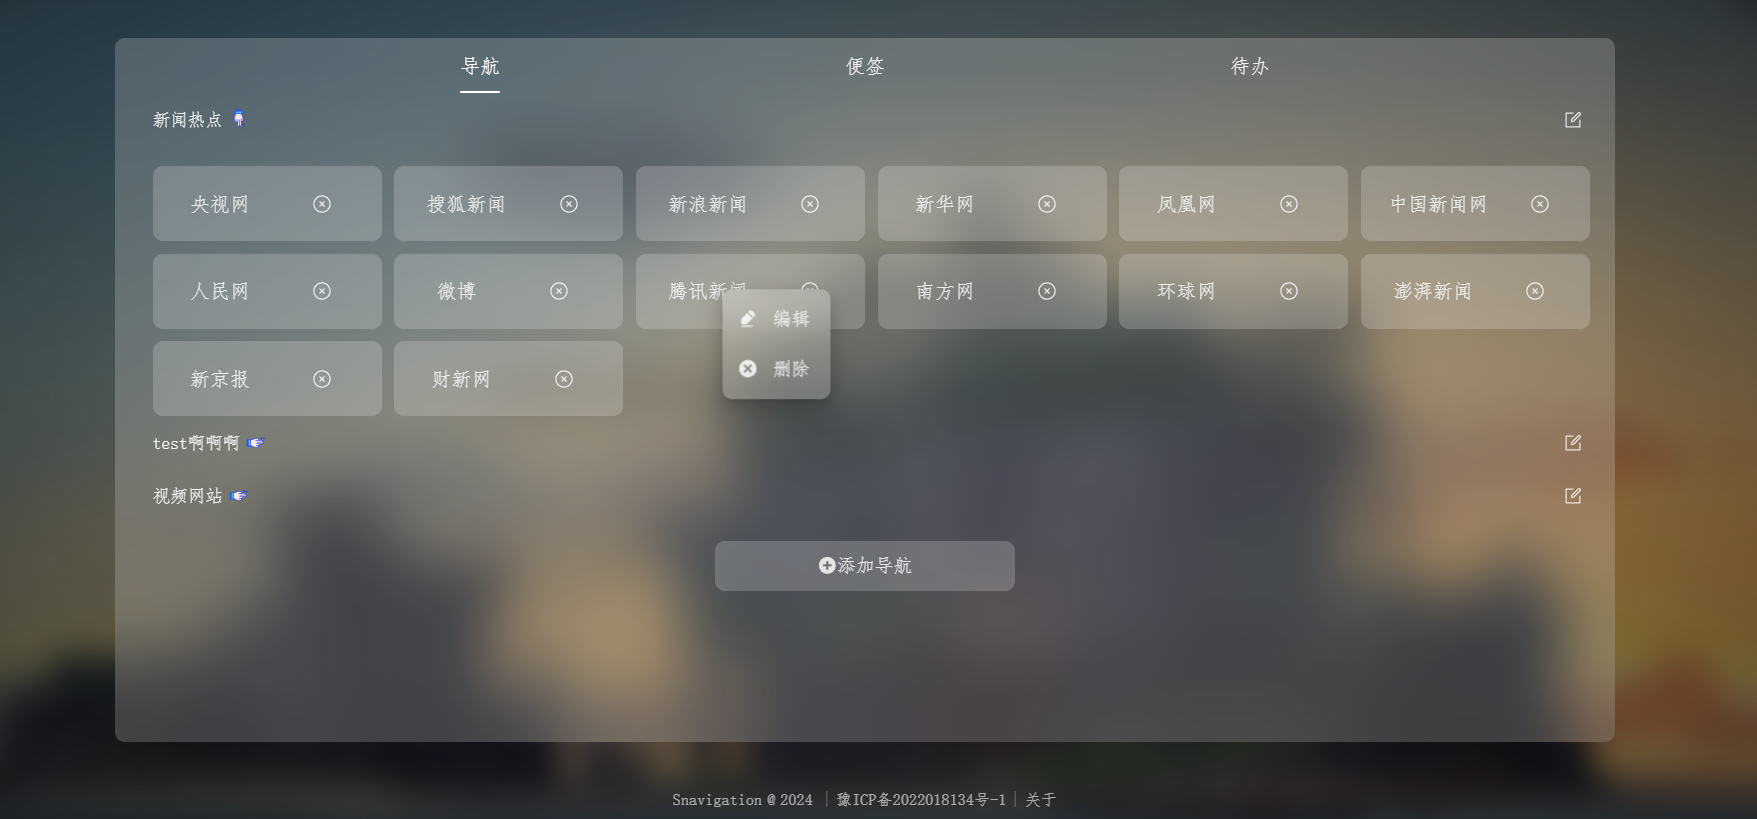 导航 便签 待办
新闻热点 👇
央视网 搜狐新闻 新浪新闻 新华网 凤凰网 中国新闻网
人民网 微博 腾讯新闻 南方网 环球网 澎湃新闻
编辑
删除
新京报 财新网
test啊啊啊 👉
视频网站 👉
添加导航
Snavigation @ 2024 | 豫ICP备2022018134号-1 | 关于